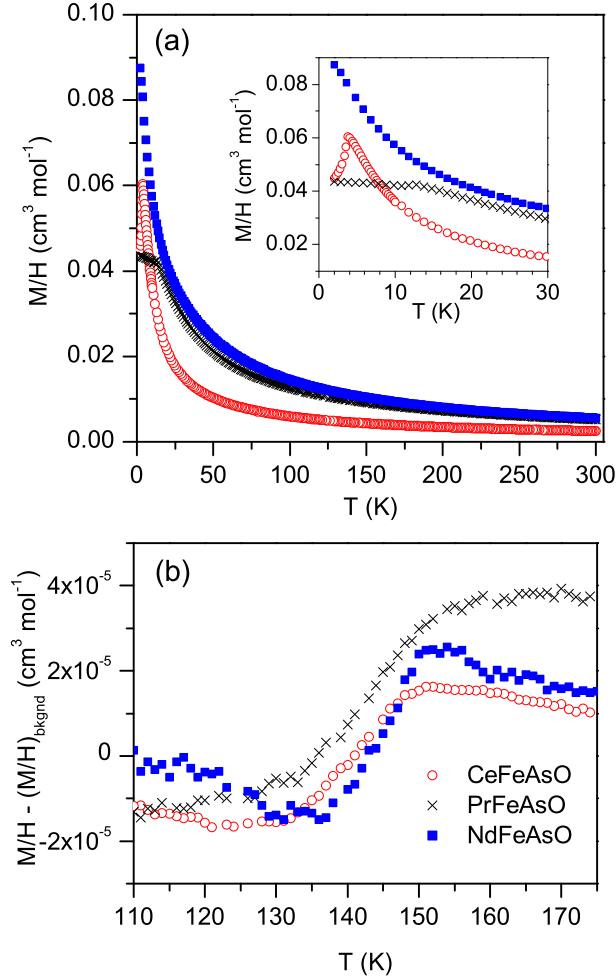 (a)
0.10
0.08
0.06
0.04
0.02
0.00
M/H (cm³ mol⁻¹)
0 50 100 150 200 250 300
T (K)
0.08
0.06
0.04
0.02
M/H (cm³ mol⁻¹)
0 10 20 30
T (K)
(b)
4x10⁻⁵
2x10⁻⁵
0
-2x10⁻⁵
M/H - (M/H)bkgnd (cm³ mol⁻¹)
CeFeAsO
PrFeAsO
NdFeAsO
110 120 130 140 150 160 170
T (K)